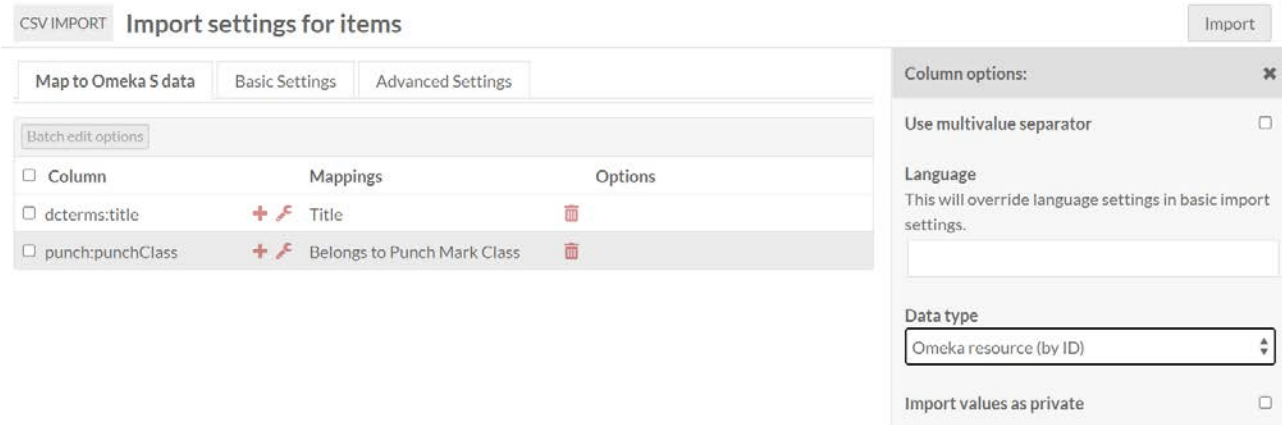 CSV IMPORT Import settings for items Import
Map to Omeka S data Basic Settings Advanced Settings
Batch edit options
Column Mappings Options
dcterms:title Title
punch:punchClass Belongs to Punch Mark Class
Column options:
Use multivalue separator
Language
This will override language settings in basic import
settings.
Data type
Omeka resource (by ID)
Import values as private